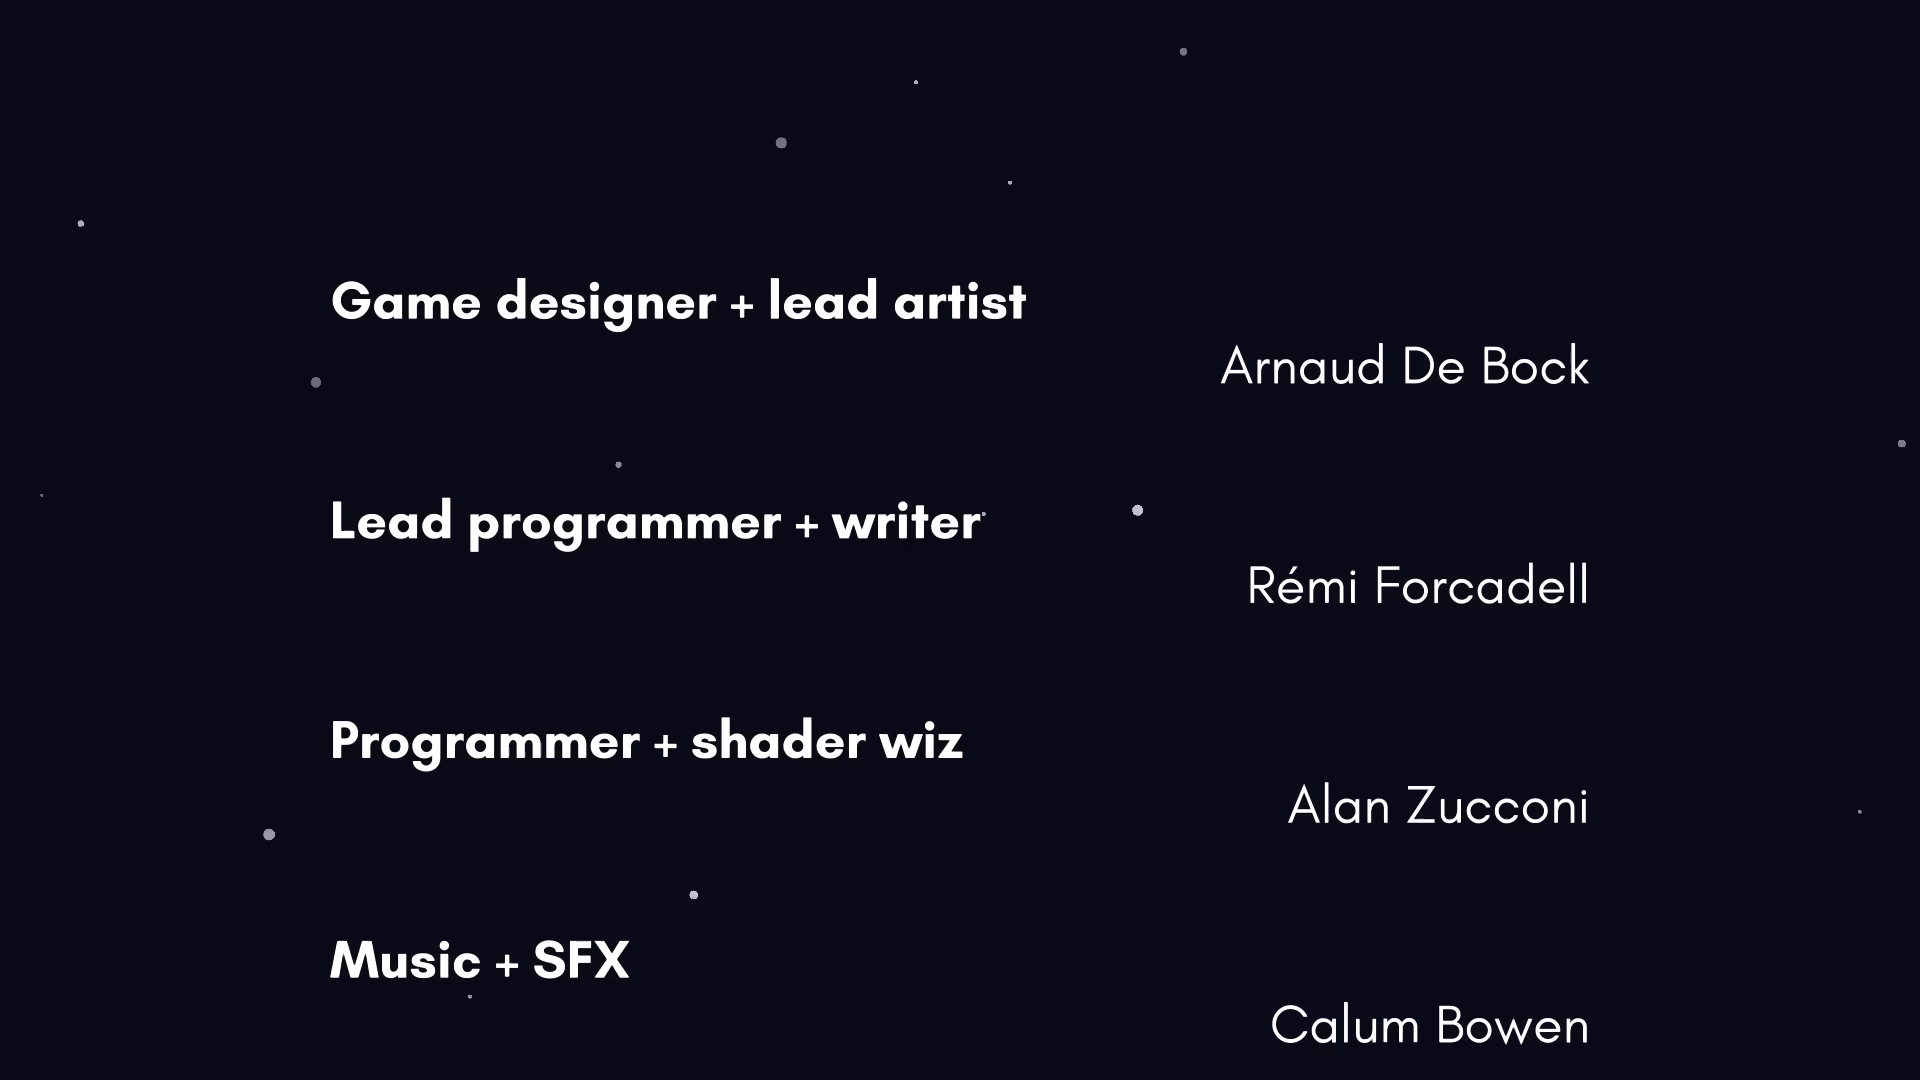 Game designer + lead artist
Arnaud De Bock
Lead programmer + writer
Rémi Forcadell
Programmer + shader wiz
Alan Zucconi
Music + SFX
Calum Bowen